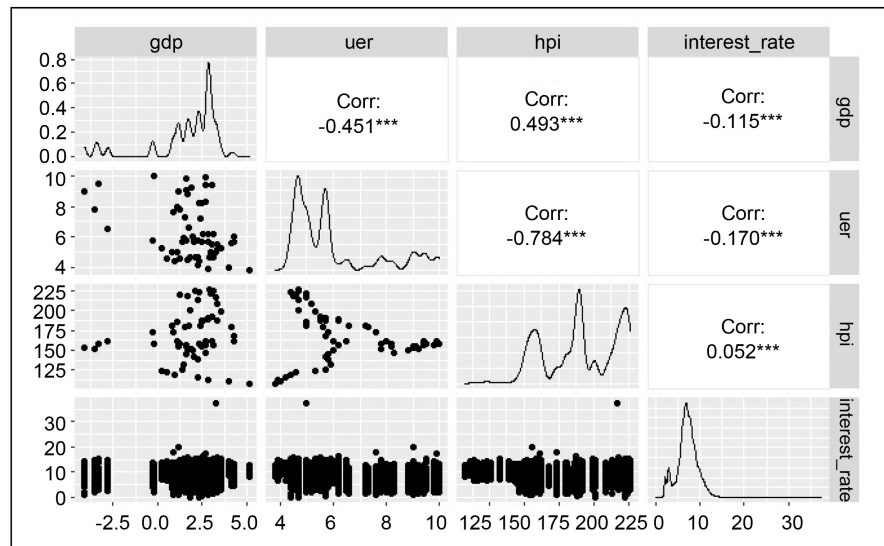 gdp uer hpi interest_rate
0.8
0.6
0.4
0.2
0.0
Corr:
-0.451***
Corr:
0.493***
Corr:
-0.115***
gdp
10
8
6
4
Corr:
-0.784***
Corr:
-0.170***
uer
225
200
175
150
125
Corr:
0.052***
hpi
30
20
10
0
interest_rate
-2.5 0.0 2.5 5.0 4 6 8 10 125 150 175 200 225 0 10 20 30